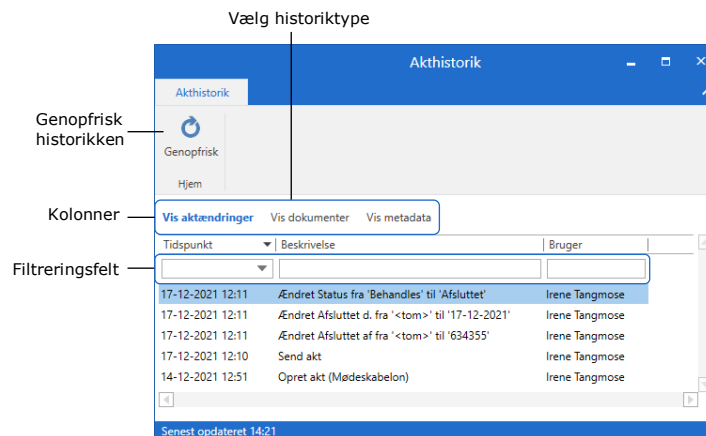 Vælg historiktype
Akthistorik
Akthistorik
Genopfrisk
historikken
Genopfrisk
Hjem
Kolonner
Vis aktændringer Vis dokumenter Vis metadata
Tidspunkt Beskrivelse Bruger
Filtreringsfelt
17-12-2021 12:11 Ændret Status fra 'Behandles' til 'Afsluttet' Irene Tangmose
17-12-2021 12:11 Ændret Afsluttet d. fra '<tom>' til '17-12-2021' Irene Tangmose
17-12-2021 12:11 Ændret Afsluttet af fra '<tom>' til '634355' Irene Tangmose
17-12-2021 12:10 Send akt Irene Tangmose
14-12-2021 12:51 Opret akt (Mødeskabelon) Irene Tangmose
Senest opdateret 14:21